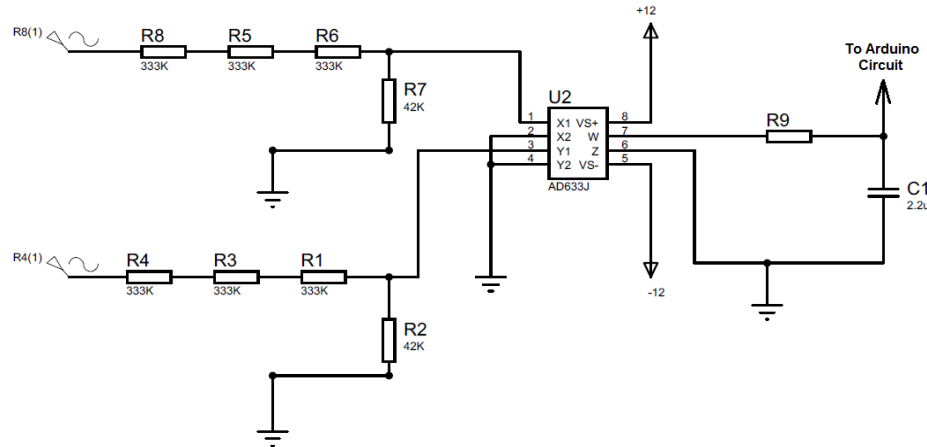 R8(1)
R8
333K
R5
333K
R6
333K
R7
42K
+12
To Arduino
Circuit
U2
1
2
3
4
X1 VS+
X2 W
Y1 Z
Y2 VS-
8
7
6
5
AD633J
R9
C1
2.2u
-12
R4(1)
R4
333K
R3
333K
R1
333K
R2
42K